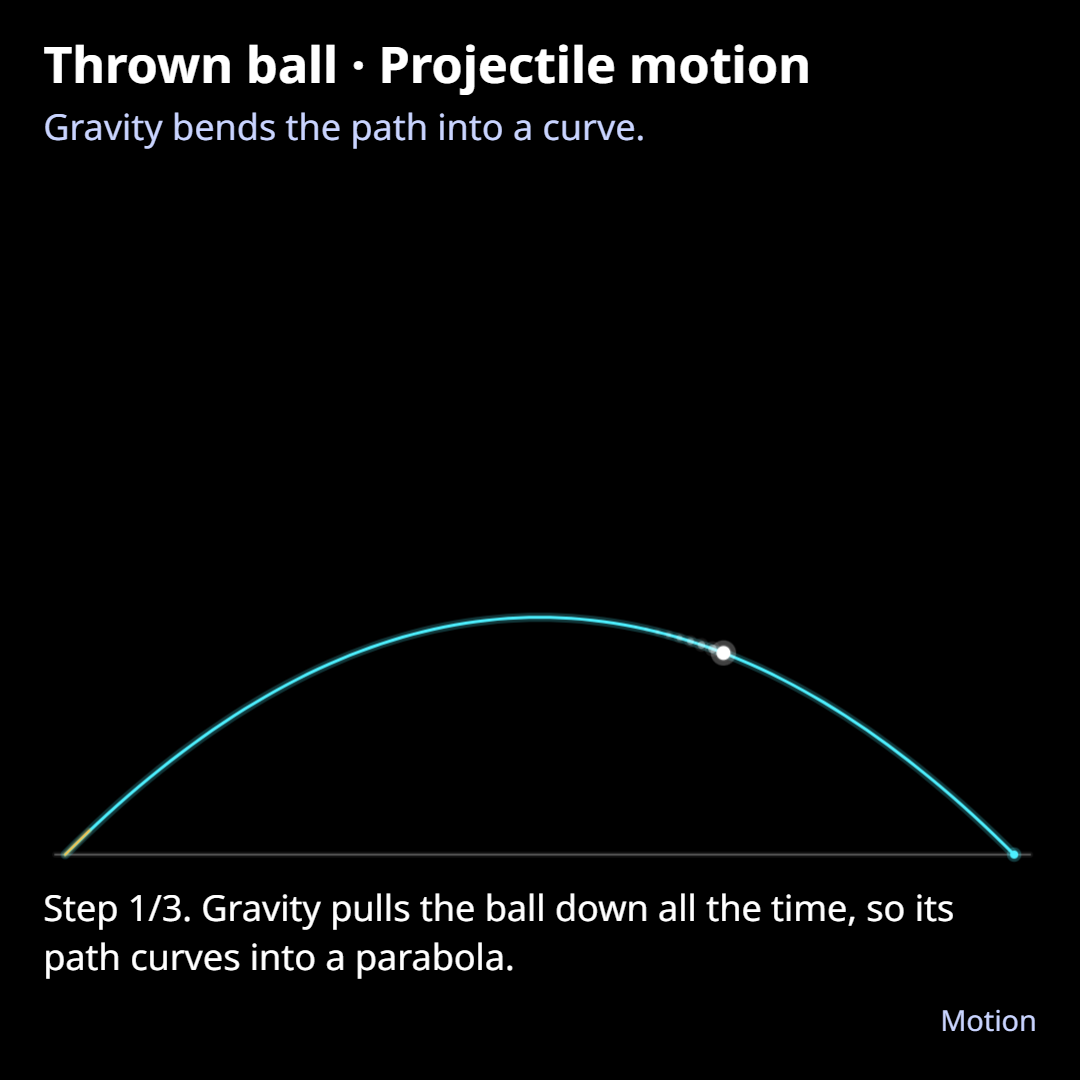 Thrown ball · Projectile motion
Gravity bends the path into a curve.
Step 1/3. Gravity pulls the ball down all the time, so its
path curves into a parabola.
Motion